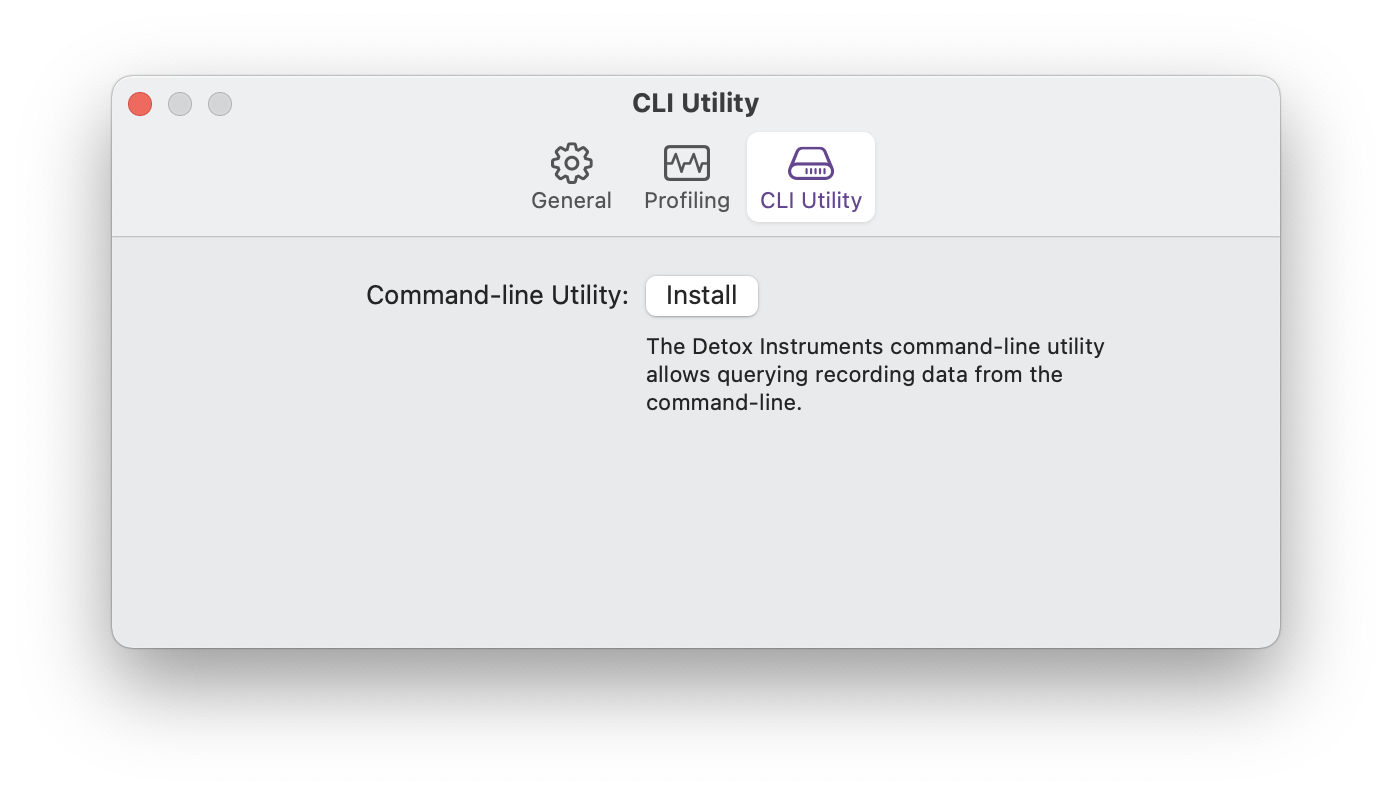 CLI Utility
General
Profiling
CLI Utility
Command-line Utility:
Install
The Detox Instruments command-line utility
allows querying recording data from the
command-line.